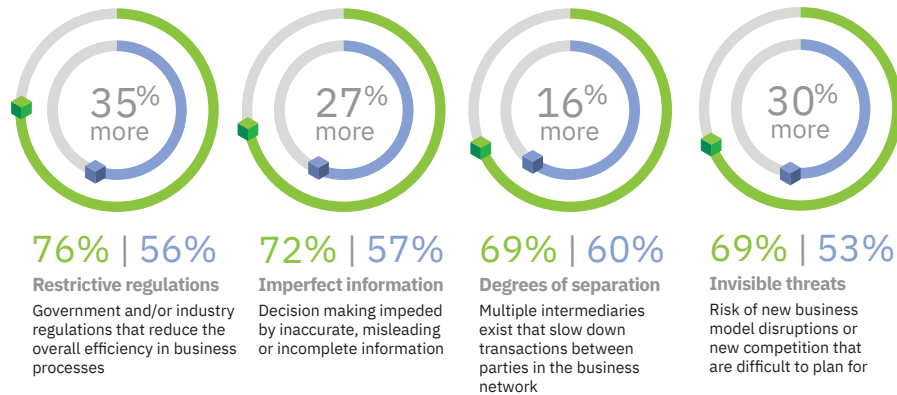 35%
more
76% | 56%
Restrictive regulations
Government and/or industry
regulations that reduce the
overall efficiency in business
processes
27%
more
72% | 57%
Imperfect information
Decision making impeded
by inaccurate, misleading
or incomplete information
16%
more
69% | 60%
Degrees of separation
Multiple intermediaries
exist that slow down
transactions between
parties in the business
network
30%
more
69% | 53%
Invisible threats
Risk of new business
model disruptions or
new competition that
are difficult to plan for